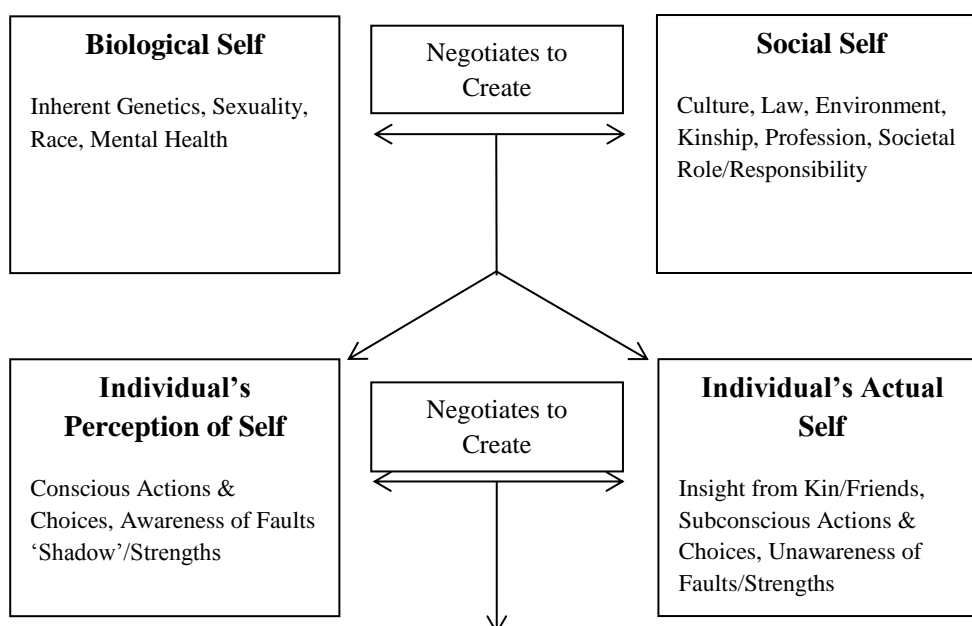 Biological Self
Inherent Genetics, Sexuality,
Race, Mental Health
Negotiates to
Create
Social Self
Culture, Law, Environment,
Kinship, Profession, Societal
Role/Responsibility
Individual’s
Perception of Self
Conscious Actions &
Choices, Awareness of Faults
‘Shadow’/Strengths
Negotiates to
Create
Individual’s Actual
Self
Insight from Kin/Friends,
Subconscious Actions &
Choices, Unawareness of
Faults/Strengths